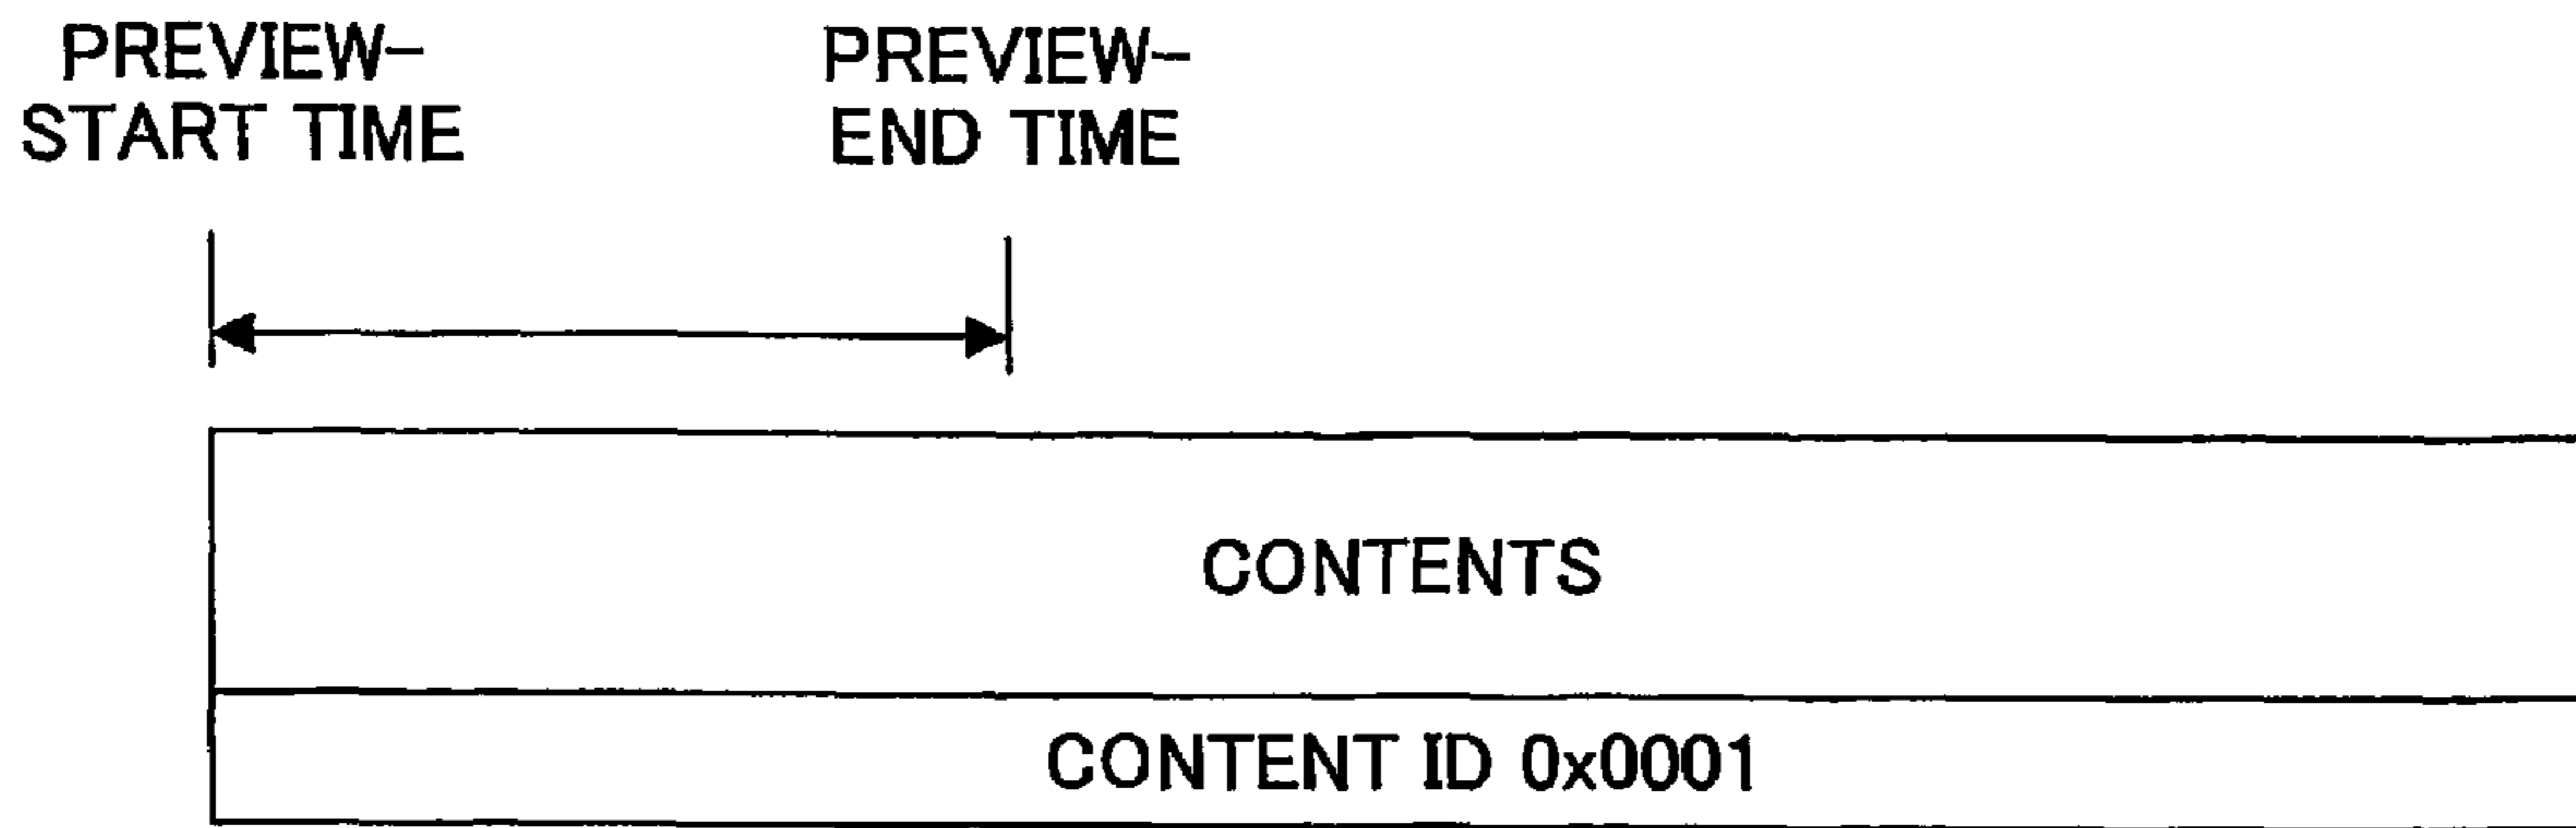 PREVIEW-
START TIME
PREVIEW-
END TIME
CONTENTS
CONTENT ID 0x0001